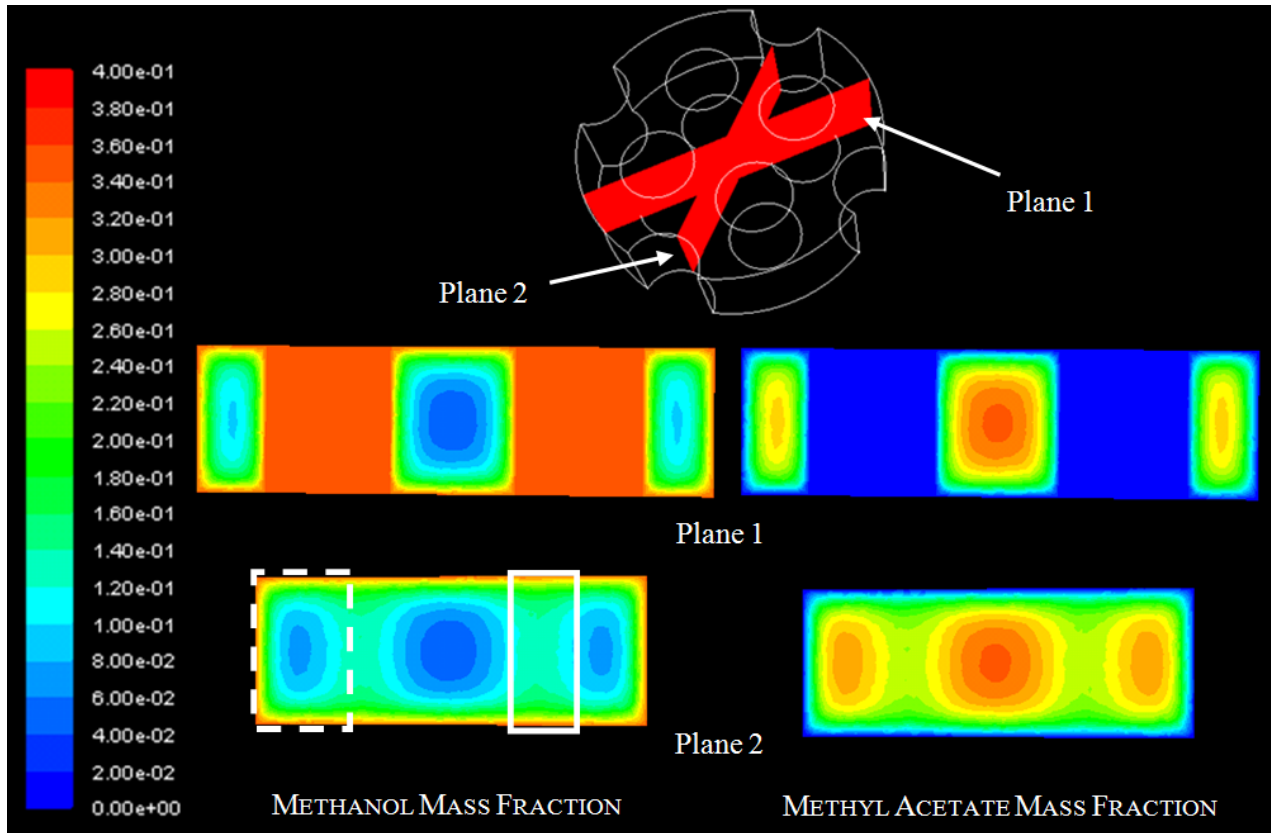 4.00e-01
3.80e-01
3.60e-01
3.40e-01
3.20e-01
3.00e-01
2.80e-01
2.60e-01
2.40e-01
2.20e-01
2.00e-01
1.80e-01
1.60e-01
1.40e-01
1.20e-01
1.00e-01
8.00e-02
6.00e-02
4.00e-02
2.00e-02
0.00e+00
Plane 1
Plane 2
Plane 1
Plane 2
METHANOL MASS FRACTION
METHYL ACETATE MASS FRACTION